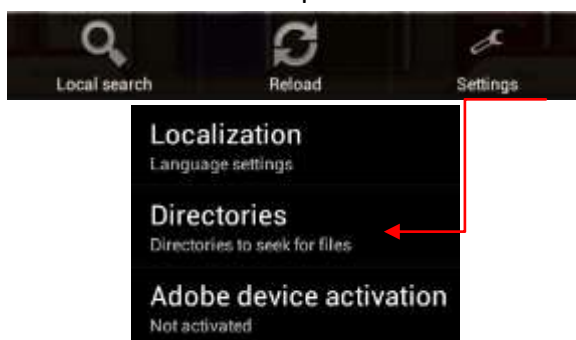 Local search Reload Settings
Localization
Language settings
Directories
Directories to seek for files
Adobe device activation
Not activated